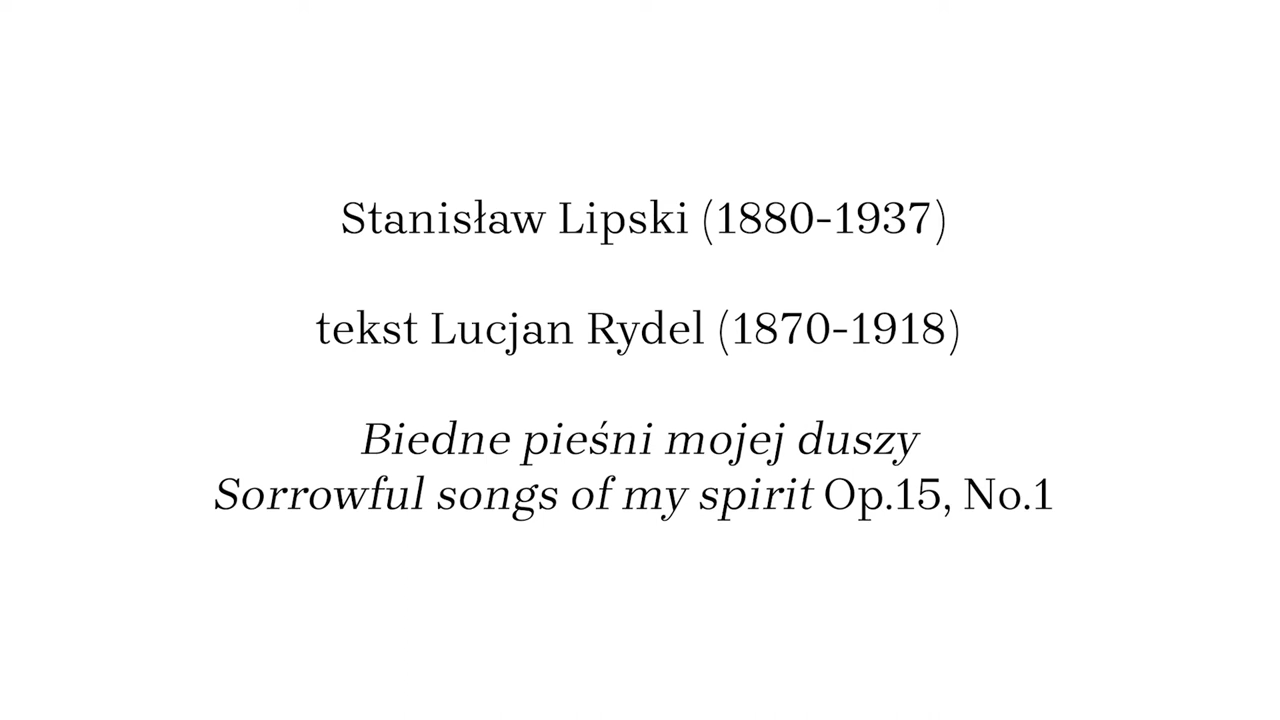 Stanisław Lipski (1880-1937)
tekst Lucjan Rydel (1870-1918)
Biedne pieśni mojej duszy
Sorrowful songs of my spirit Op.15, No.1